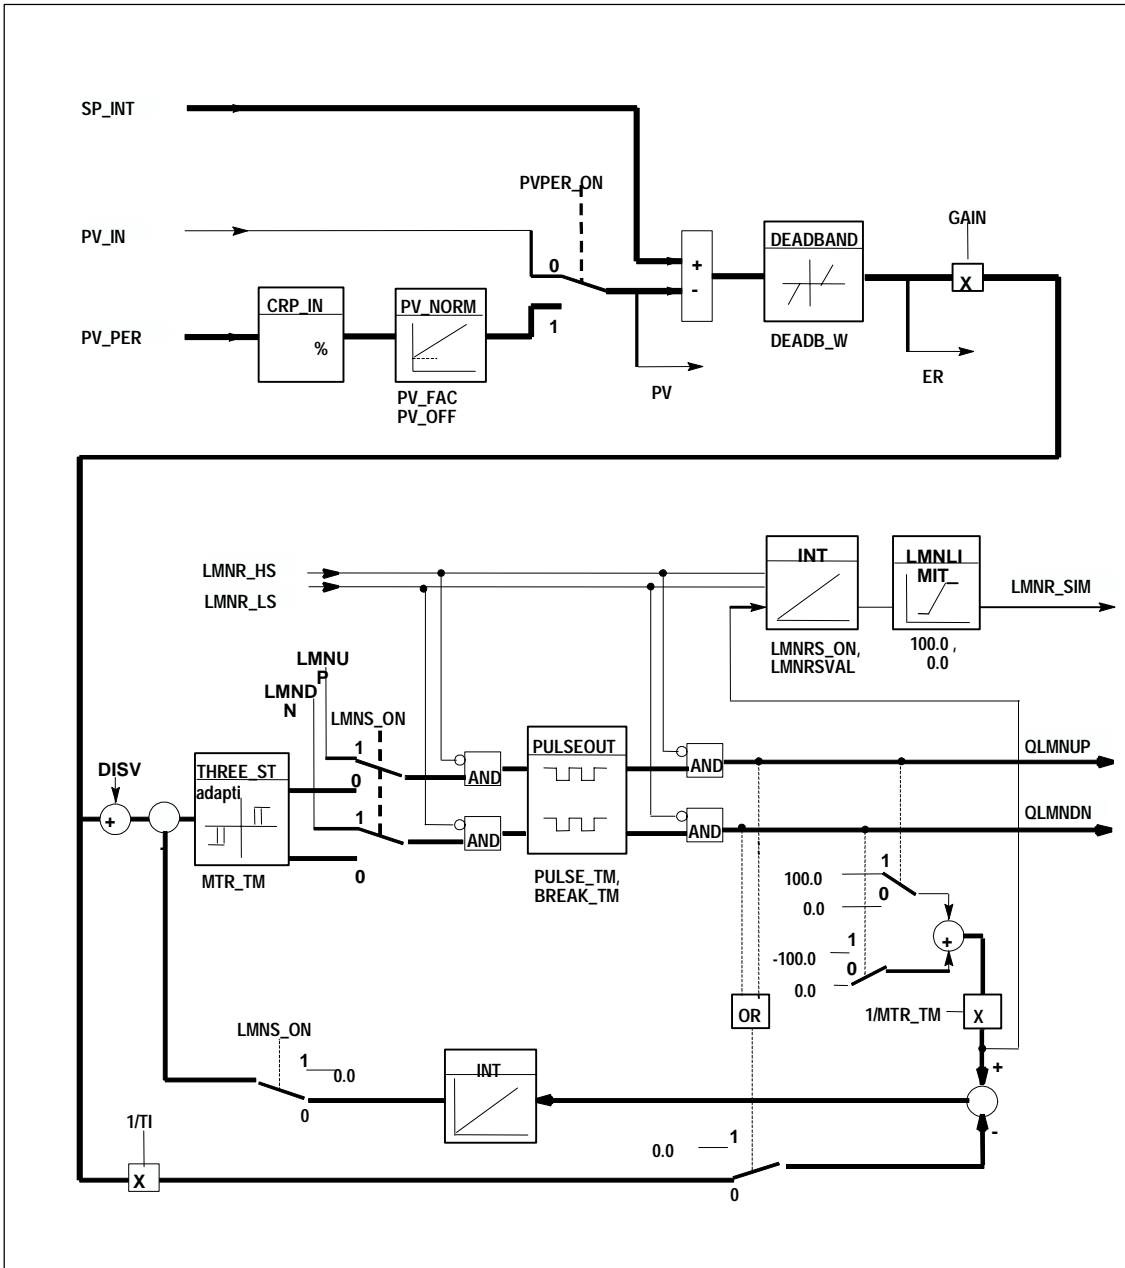 SP_INT
PVPER_ON
GAIN
PV_IN
DEADBAND
+
0
-
X
CRP_IN
PV_NORM
PV_PER
%
1
DEADB_W
PV_FAC
PV_OFF
PV
ER
LMNR_HS
LMNR_LS
INT
LMNLI
MIT_
LMNR_SIM
LMNRS_ON,
LMNRSVAL
100.0 ,
0.0
LMNU
P
LMND
N
LMNS_ON
1
PULSEOUT
QLMNUP
DISV
THREE_ST
adapti
0
AND
AND
1
QLMNDN
+
AND
AND
-
0
MTR_TM
PULSE_TM,
BREAK_TM
1
100.0
0
0.0
1
+
-100.0
0
0.0
OR
1/MTR_TM
X
LMNS_ON
1
0.0
INT
+
0
1/TI
-
0.0
1
X
0